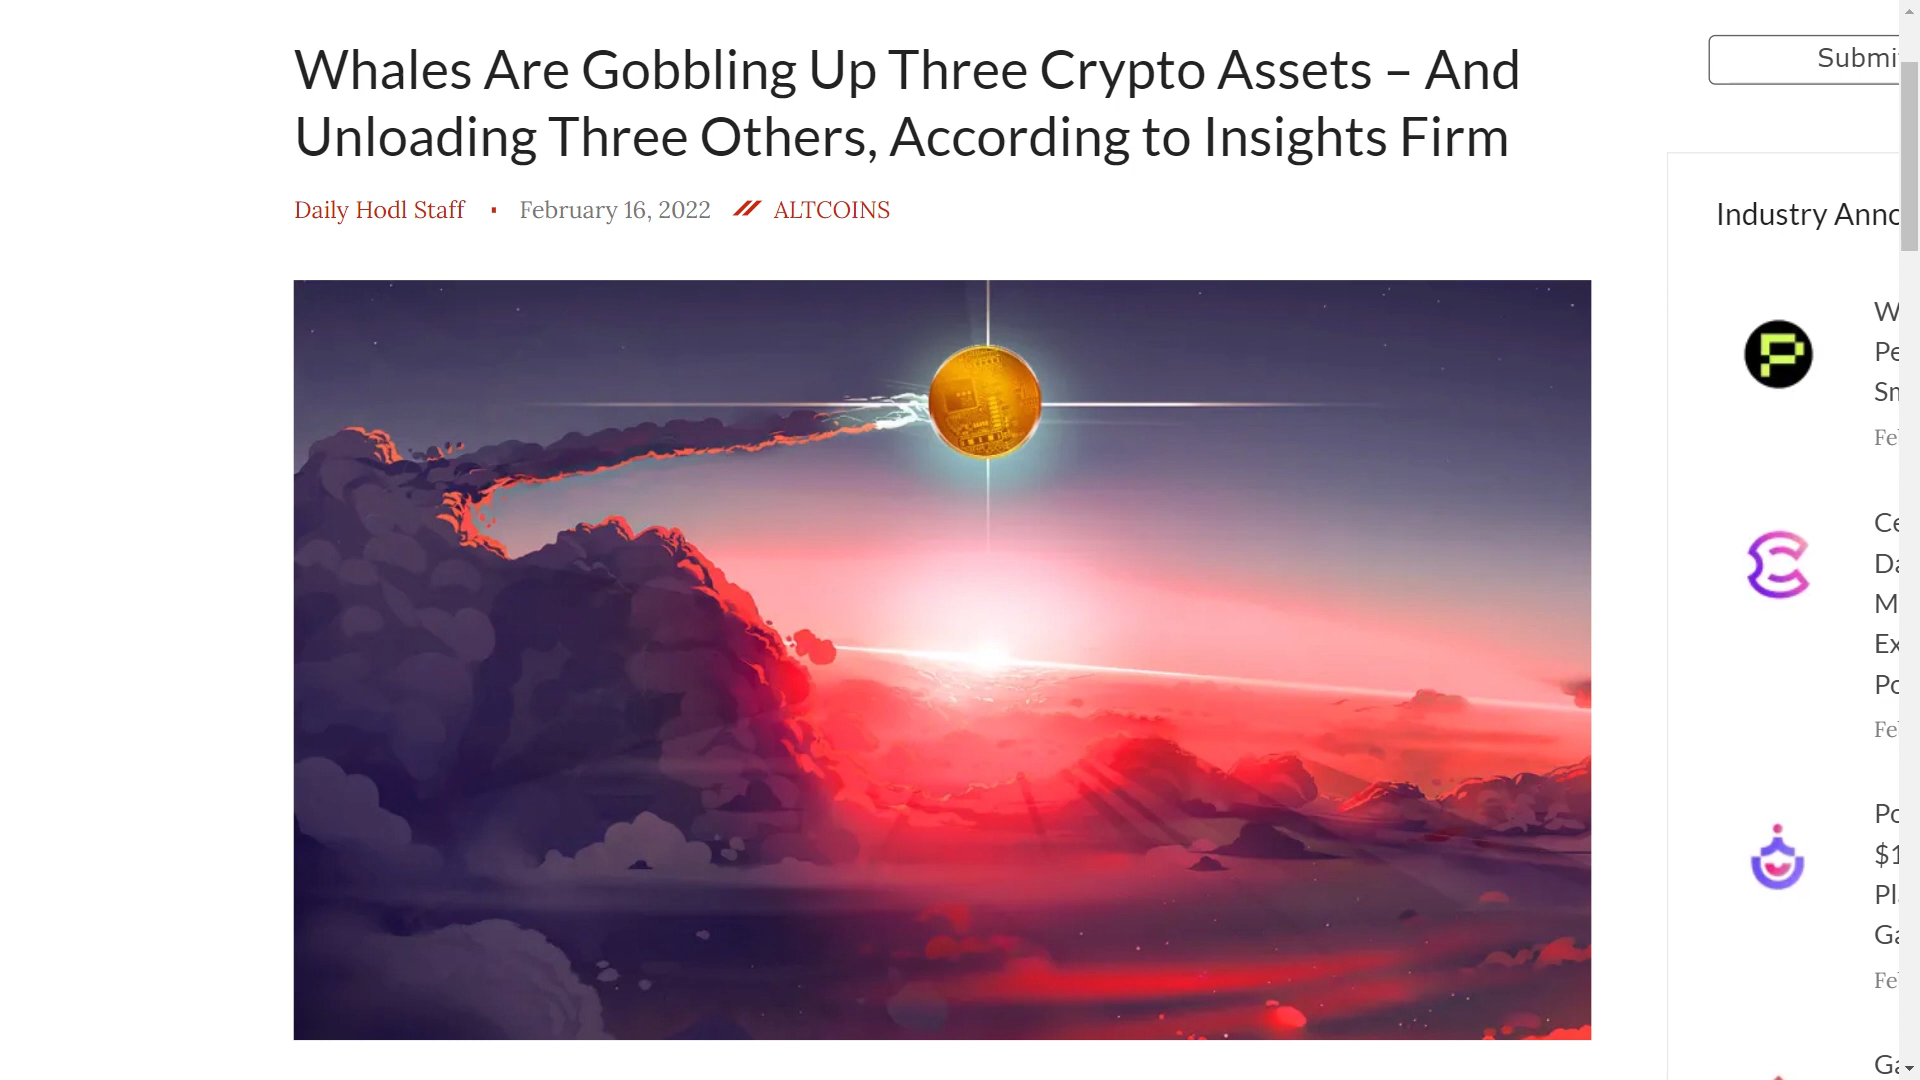 Whales Are Gobbling Up Three Crypto Assets – And
Unloading Three Others, According to Insights Firm
Daily Hodl Staff · February 16, 2022 // ALTCOINS
Industry
$1